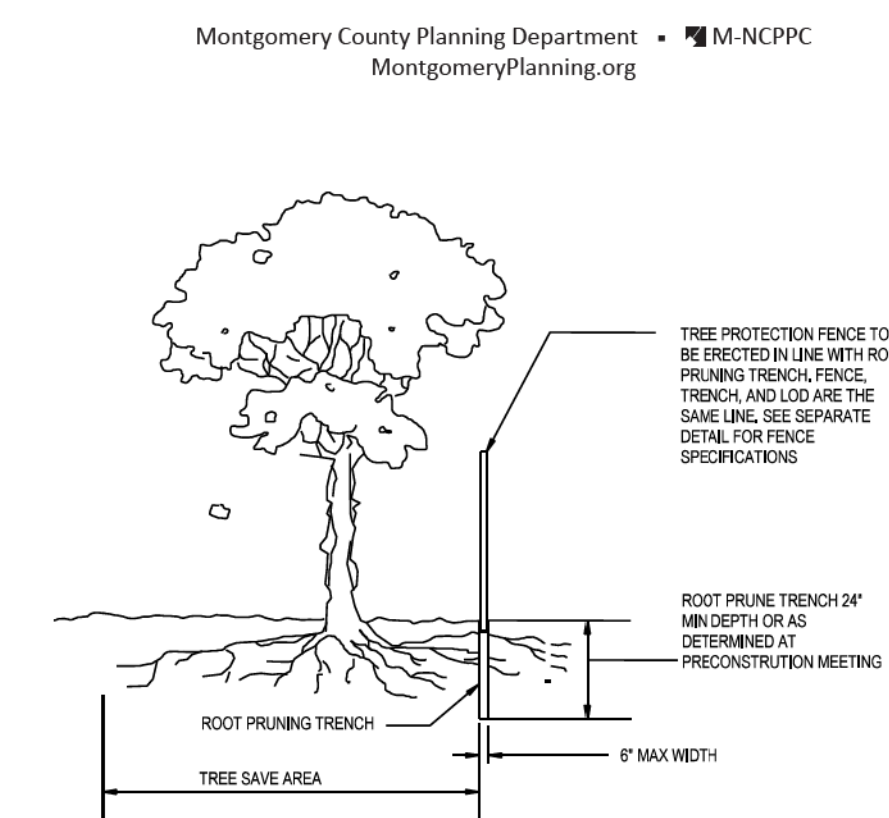 Montgomery County Planning Department ▪ M-NCPPC
MontgomeryPlanning.org
TREE PROTECTION FENCE TO
BE ERECTED IN LINE WITH RO
PRUNING TRENCH. FENCE,
TRENCH, AND LOD ARE THE
SAME LINE. SEE SEPARATE
DETAIL FOR FENCE
SPECIFICATIONS
ROOT PRUNE TRENCH 24"
MIN DEPTH OR AS
DETERMINED AT
PRECONSTRUTION MEETING
ROOT PRUNING TRENCH
6" MAX WIDTH
TREE SAVE AREA